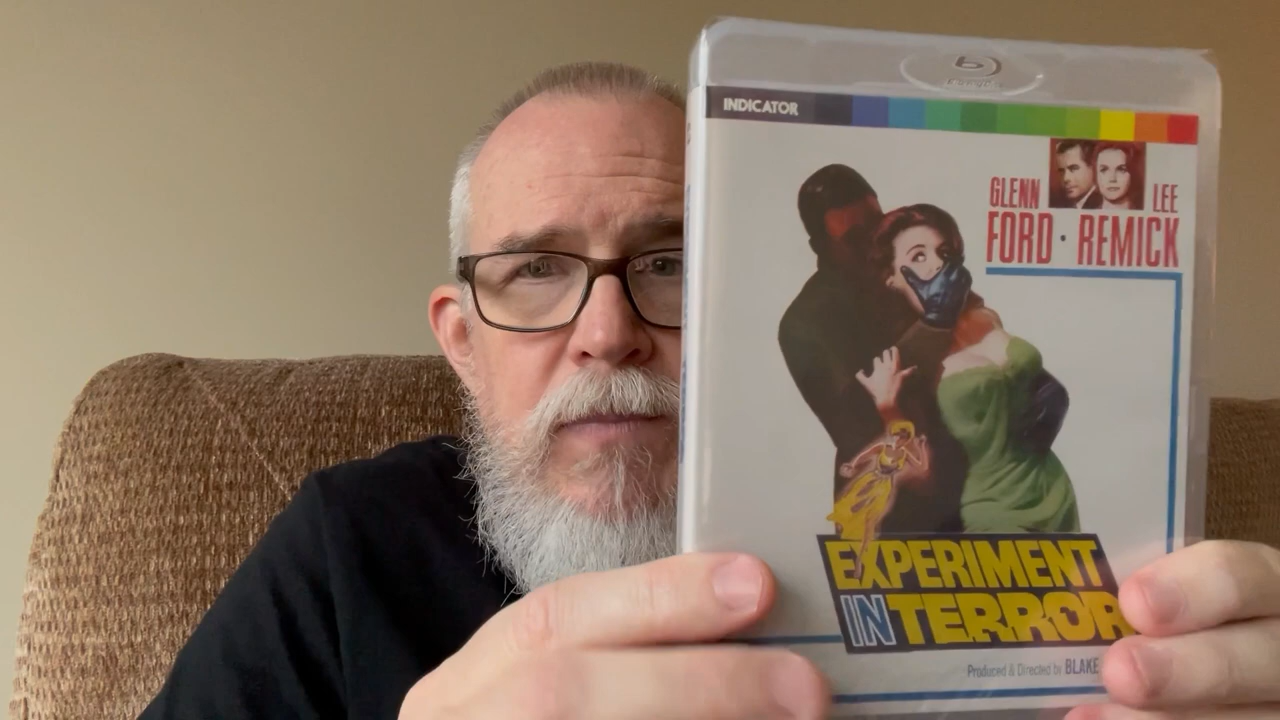 INDICATOR
GLENN LEE
FORD · REMICK
EXPERIMENT
IN TERROR
Produced & Directed by BLAKE